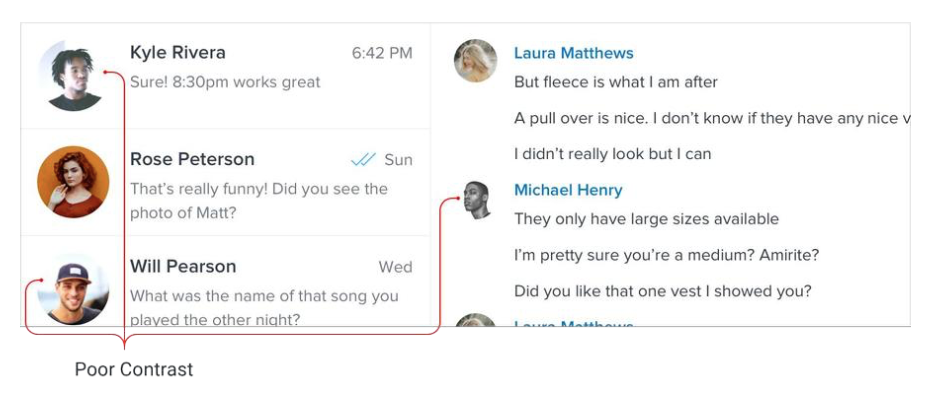 Kyle Rivera 6:42 PM
Sure! 8:30pm works great
Rose Peterson Sun
That's really funny! Did you see the
photo of Matt?
Will Pearson Wed
What was the name of that song you
played the other night?
Laura Matthews
But fleece is what I am after
A pull over is nice. I don't know if they have any nice v
I didn't really look but I can
Michael Henry
They only have large sizes available
I'm pretty sure you're a medium? Amirite?
Did you like that one vest I showed you?
Laura Matthews
Poor Contrast